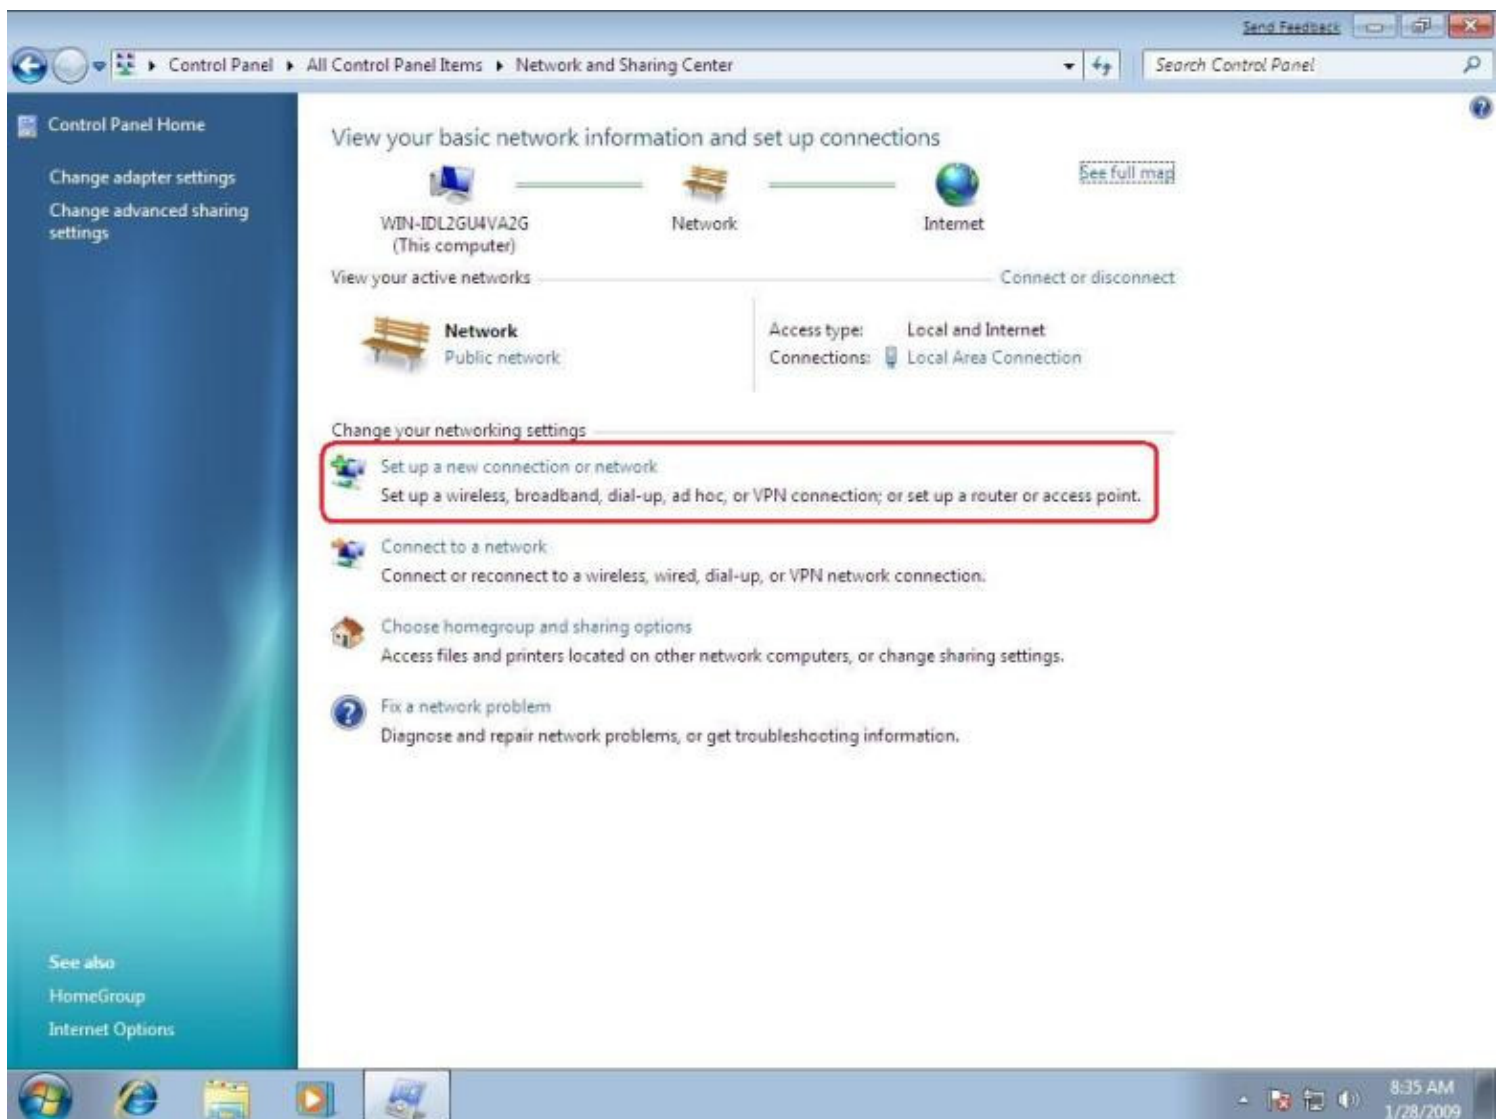 Send Feedback
Control Panel ▸ All Control Panel Items ▸ Network and Sharing Center
Search Control Panel
Control Panel Home
Change adapter settings
Change advanced sharing
settings
View your basic network information and set up connections
See full map
WIN-IDL2GU4VA2G
(This computer)
Network
Internet
View your active networks
Connect or disconnect
Network
Public network
Access type: Local and Internet
Connections: Local Area Connection
Change your networking settings
Set up a new connection or network
Set up a wireless, broadband, dial-up, ad hoc, or VPN connection; or set up a router or access point.
Connect to a network
Connect or reconnect to a wireless, wired, dial-up, or VPN network connection.
Choose homegroup and sharing options
Access files and printers located on other network computers, or change sharing settings.
Fix a network problem
Diagnose and repair network problems, or get troubleshooting information.
See also
HomeGroup
Internet Options
8:35 AM
1/28/2009